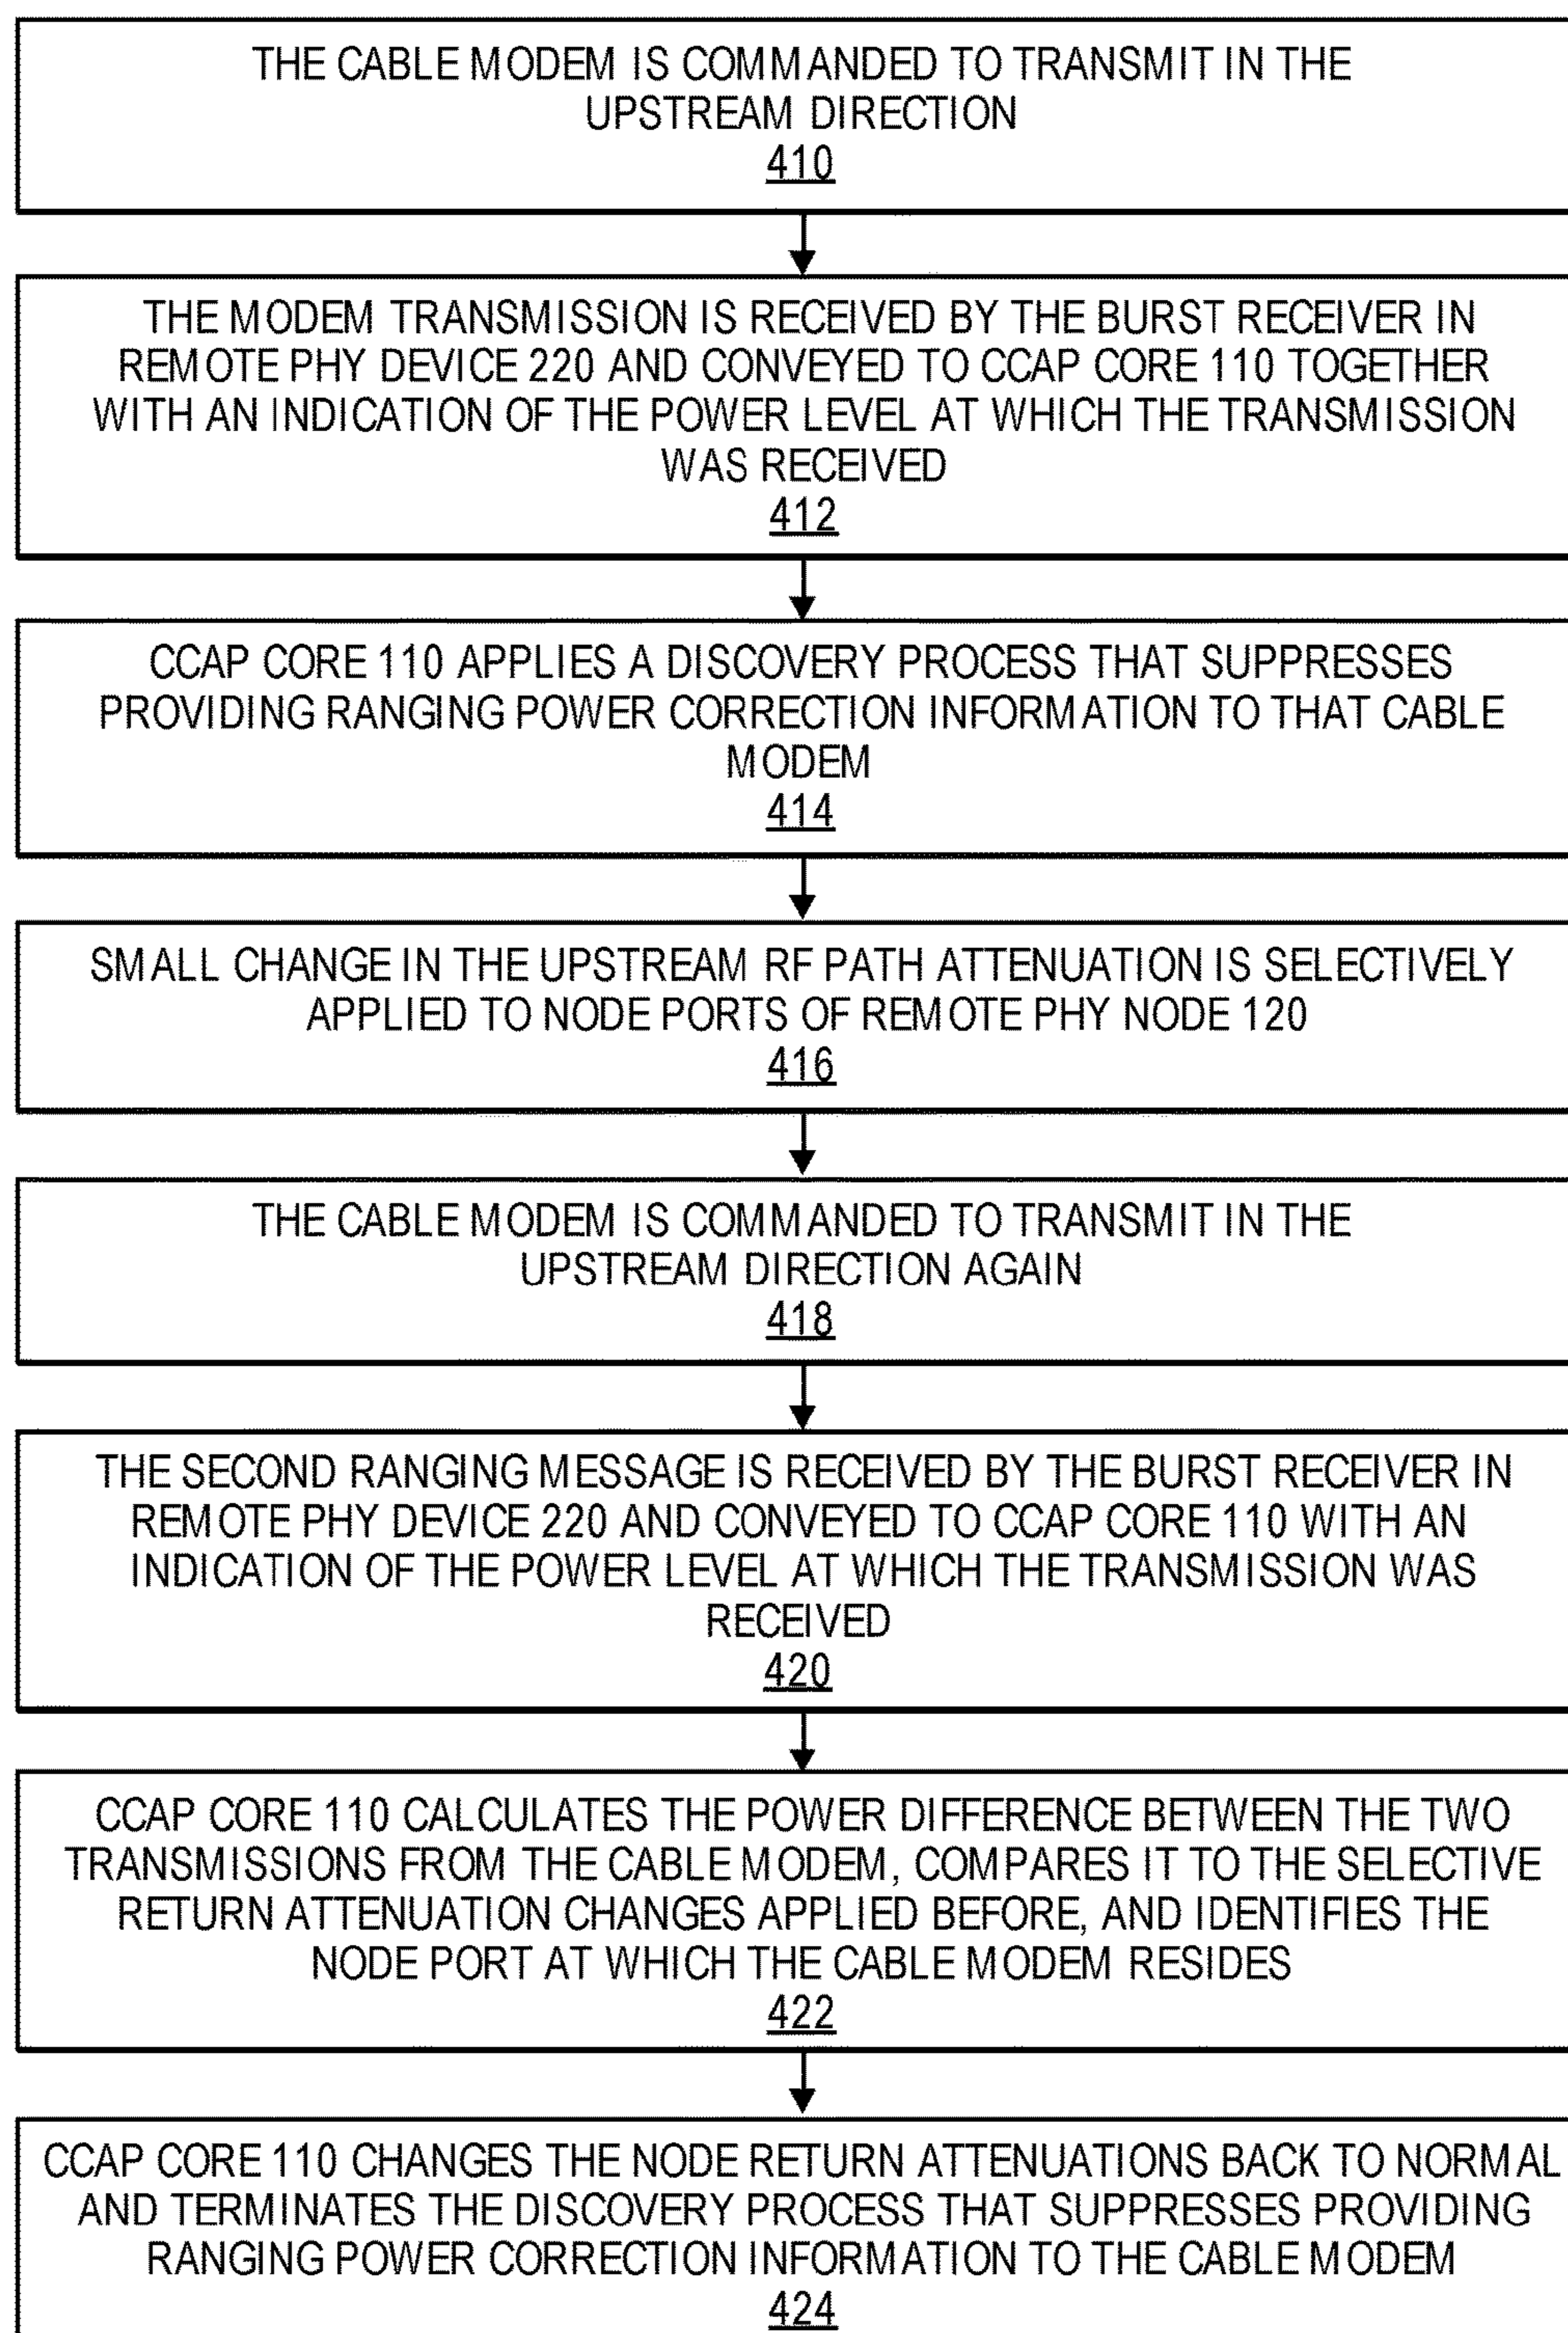 THE CABLE MODEM IS COMMANDED TO TRANSMIT IN THE
UPSTREAM DIRECTION
410
THE MODEM TRANSMISSION IS RECEIVED BY THE BURST RECEIVER IN
REMOTE PHY DEVICE 220 AND CONVEYED TO CCAP CORE 110 TOGETHER
WITH AN INDICATION OF THE POWER LEVEL AT WHICH THE TRANSMISSION
WAS RECEIVED
412
CCAP CORE 110 APPLIES A DISCOVERY PROCESS THAT SUPPRESSES
PROVIDING RANGING POWER CORRECTION INFORMATION TO THAT CABLE
MODEM
414
SMALL CHANGE IN THE UPSTREAM RF PATH ATTENUATION IS SELECTIVELY
APPLIED TO NODE PORTS OF REMOTE PHY NODE 120
416
THE CABLE MODEM IS COMMANDED TO TRANSMIT IN THE
UPSTREAM DIRECTION AGAIN
418
THE SECOND RANGING MESSAGE IS RECEIVED BY THE BURST RECEIVER IN
REMOTE PHY DEVICE 220 AND CONVEYED TO CCAP CORE 110 WITH AN
INDICATION OF THE POWER LEVEL AT WHICH THE TRANSMISSION WAS
RECEIVED
420
CCAP CORE 110 CALCULATES THE POWER DIFFERENCE BETWEEN THE TWO
TRANSMISSIONS FROM THE CABLE MODEM, COMPARES IT TO THE SELECTIVE
RETURN ATTENUATION CHANGES APPLIED BEFORE, AND IDENTIFIES THE
NODE PORT AT WHICH THE CABLE MODEM RESIDES
422
CCAP CORE 110 CHANGES THE NODE RETURN ATTENUATIONS BACK TO NORMAL
AND TERMINATES THE DISCOVERY PROCESS THAT SUPPRESSES PROVIDING
RANGING POWER CORRECTION INFORMATION TO THE CABLE MODEM
424